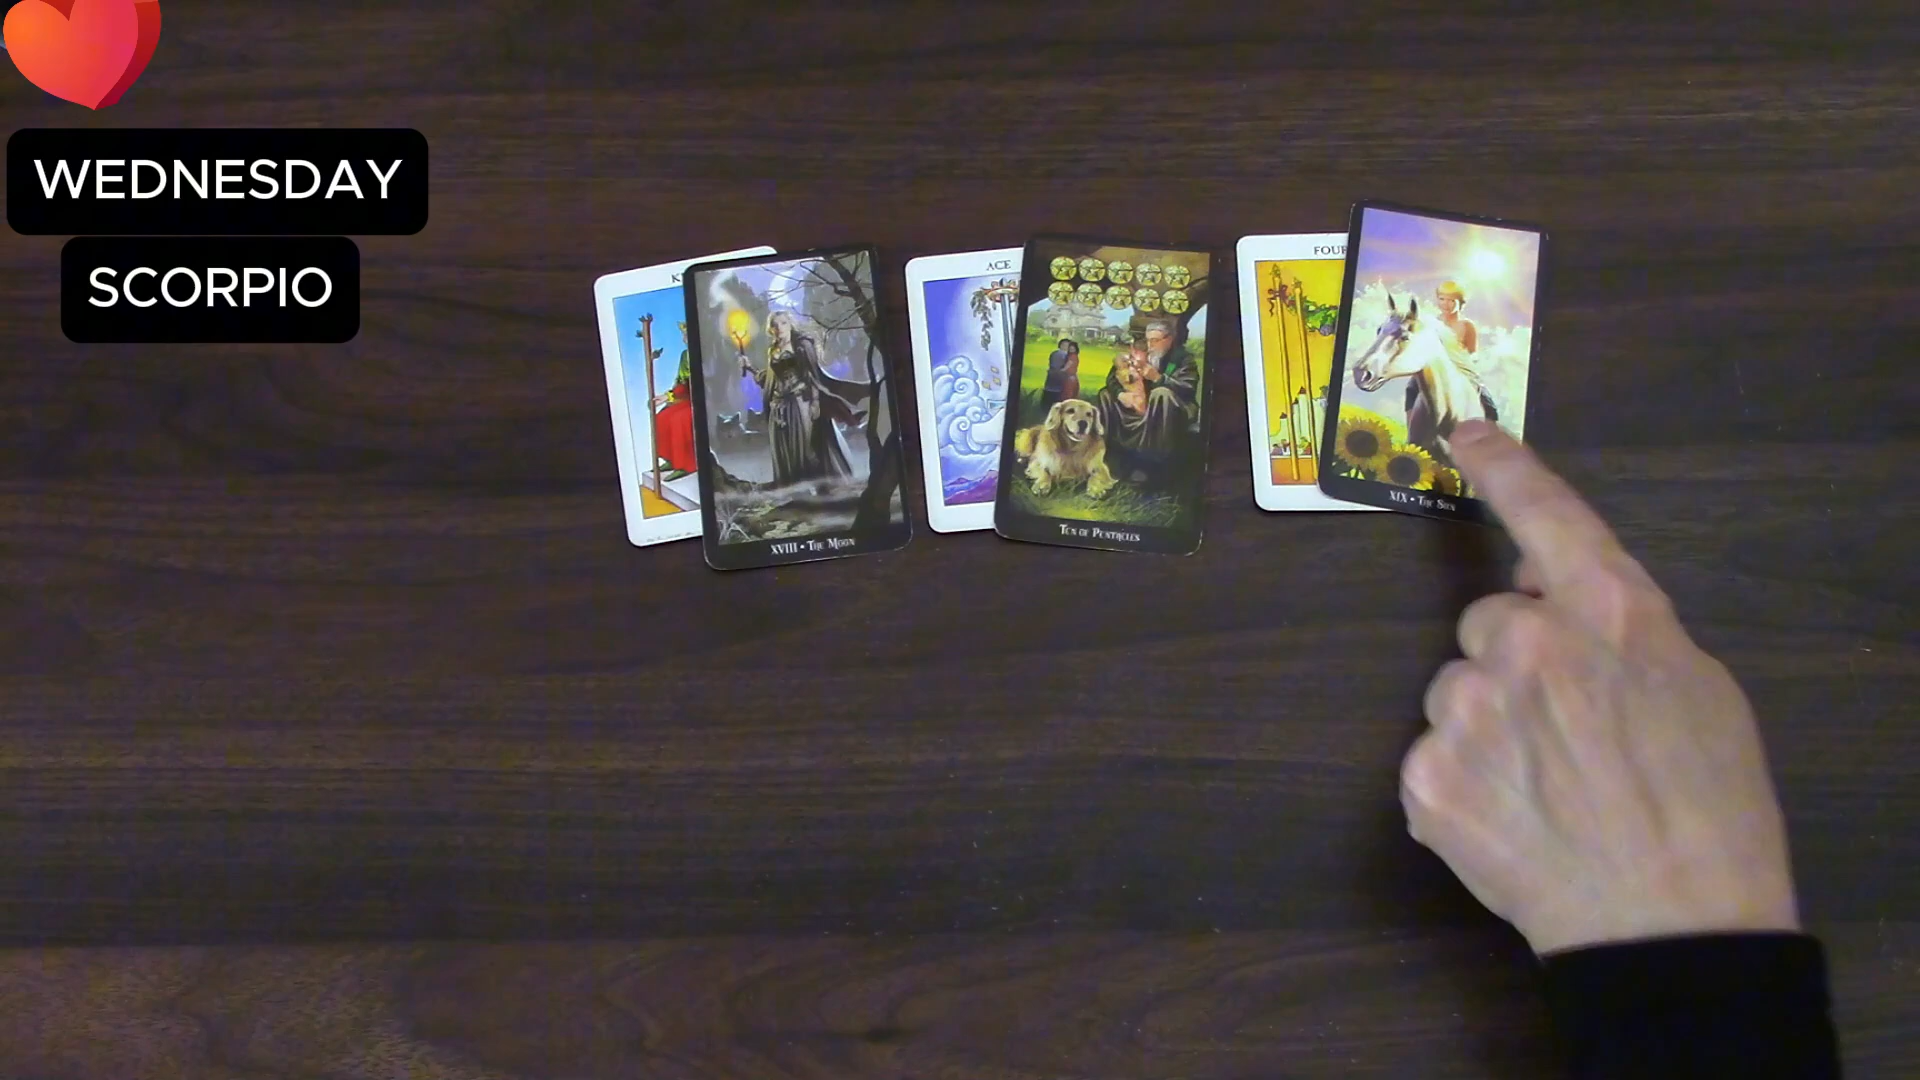 WEDNESDAY
SCORPIO
XVIII • THE MOON
ACE
TEN OF PENTACLES
FOUR
XIX • THE SUN